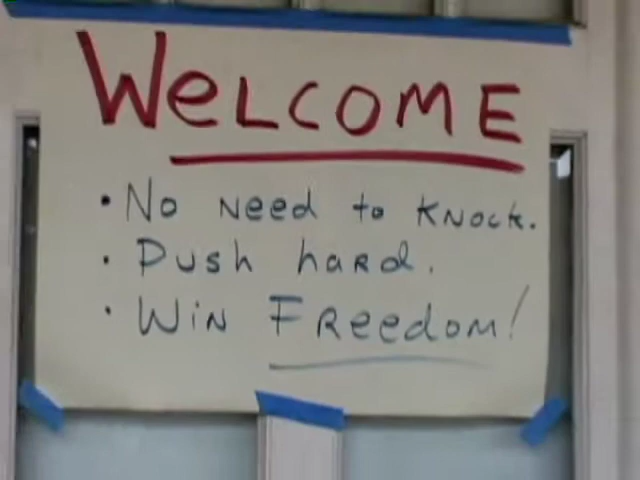 WeLCOME
• No Need to KNock.
• Push haRd.
• WiN FReedom!